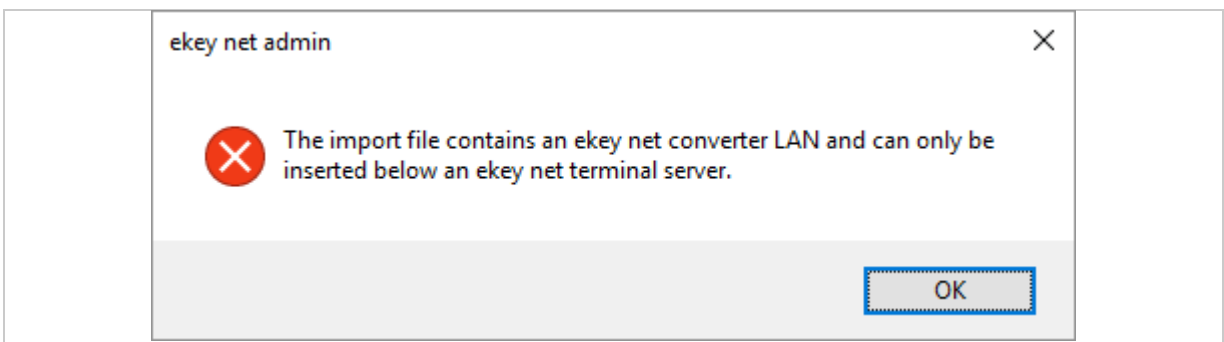 ekey net admin
The import file contains an ekey net converter LAN and can only be
inserted below an ekey net terminal server.
OK